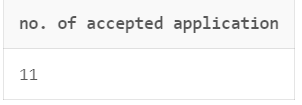 no. of accepted application
11